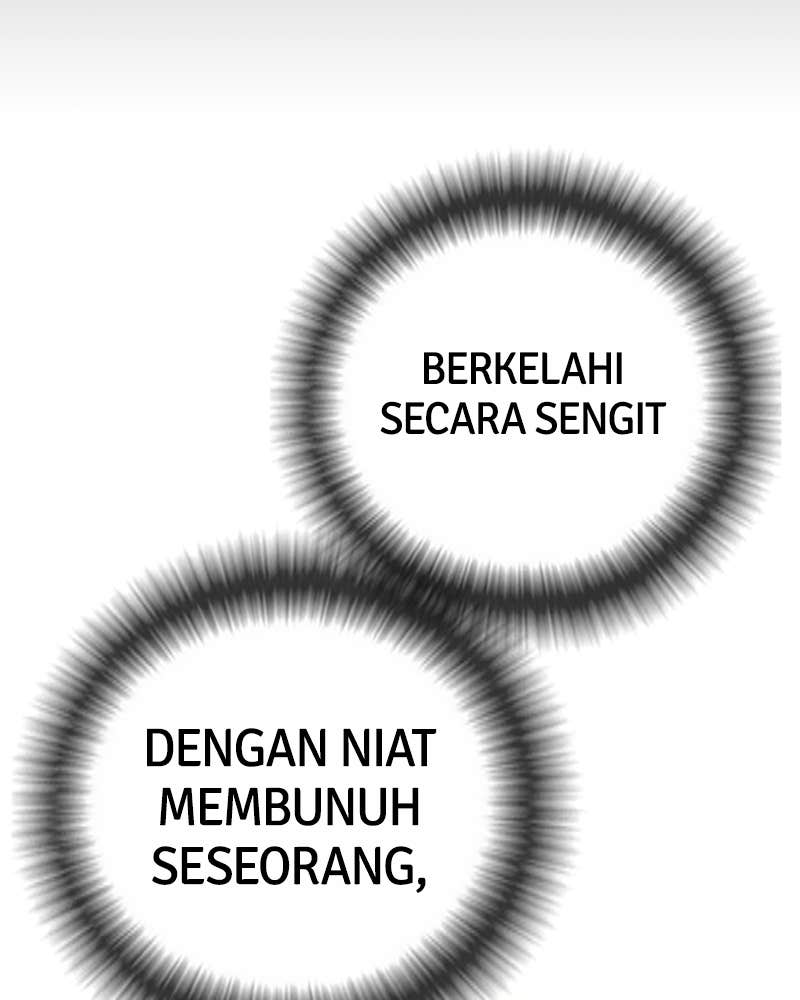 BERKELAHI
SECARA SENGIT
DENGAN NIAT
MEMBUNUH
SESEORANG,